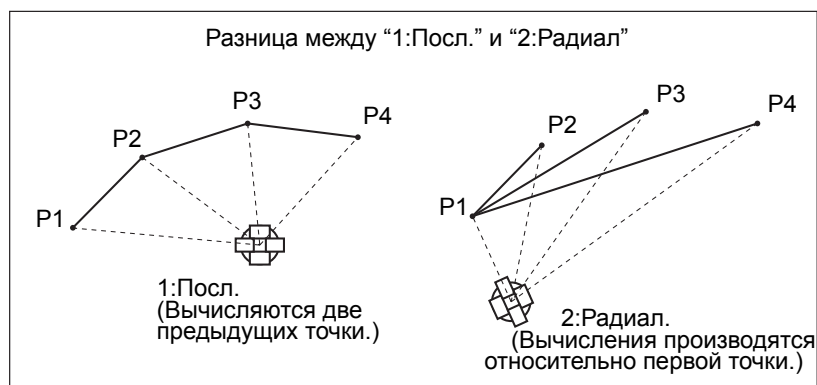 Разница между “1:Посл.” и “2:Радиал”
P1
P2
P3
P4
1:Посл.
(Вычисляются две
предыдущих точки.)
P1
P2
P3
P4
2:Радиал.
(Вычисления производятся
относительно первой точки.)